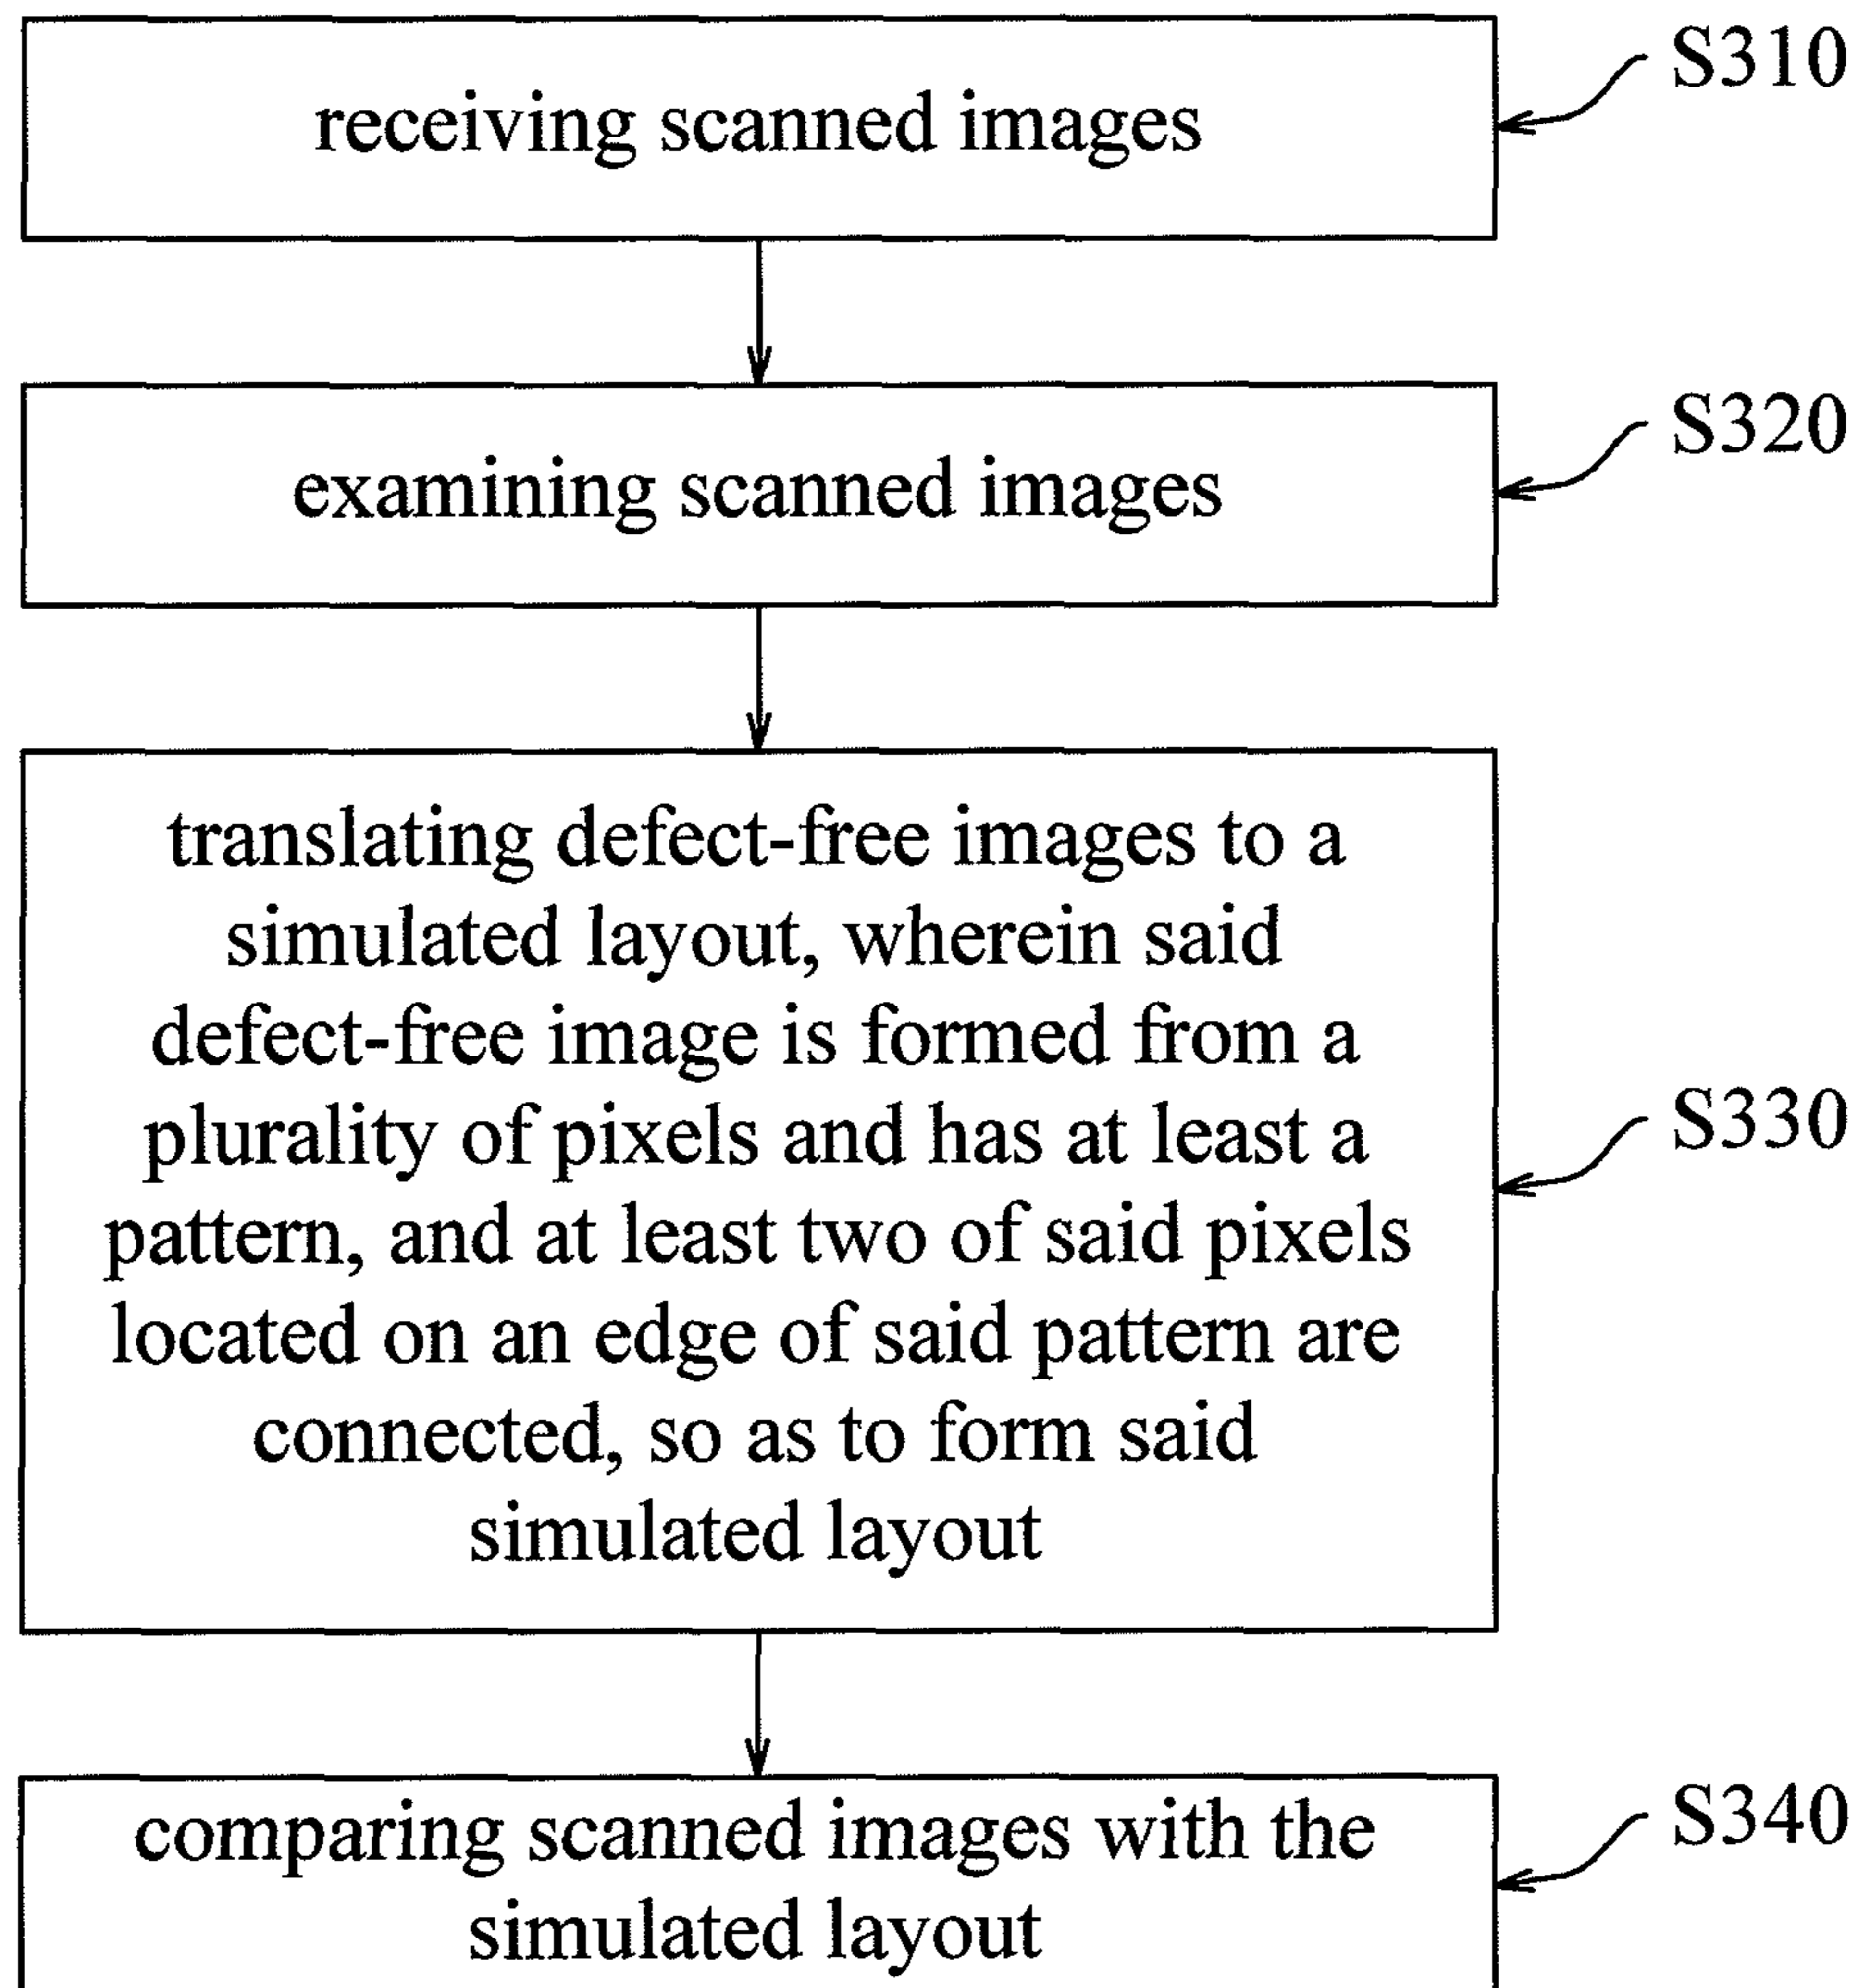 receiving scanned images
S310
examining scanned images
S320
translating defect-free images to a
simulated layout, wherein said
defect-free image is formed from a
plurality of pixels and has at least a
pattern, and at least two of said pixels
located on an edge of said pattern are
connected, so as to form said
simulated layout
S330
comparing scanned images with the
simulated layout
S340